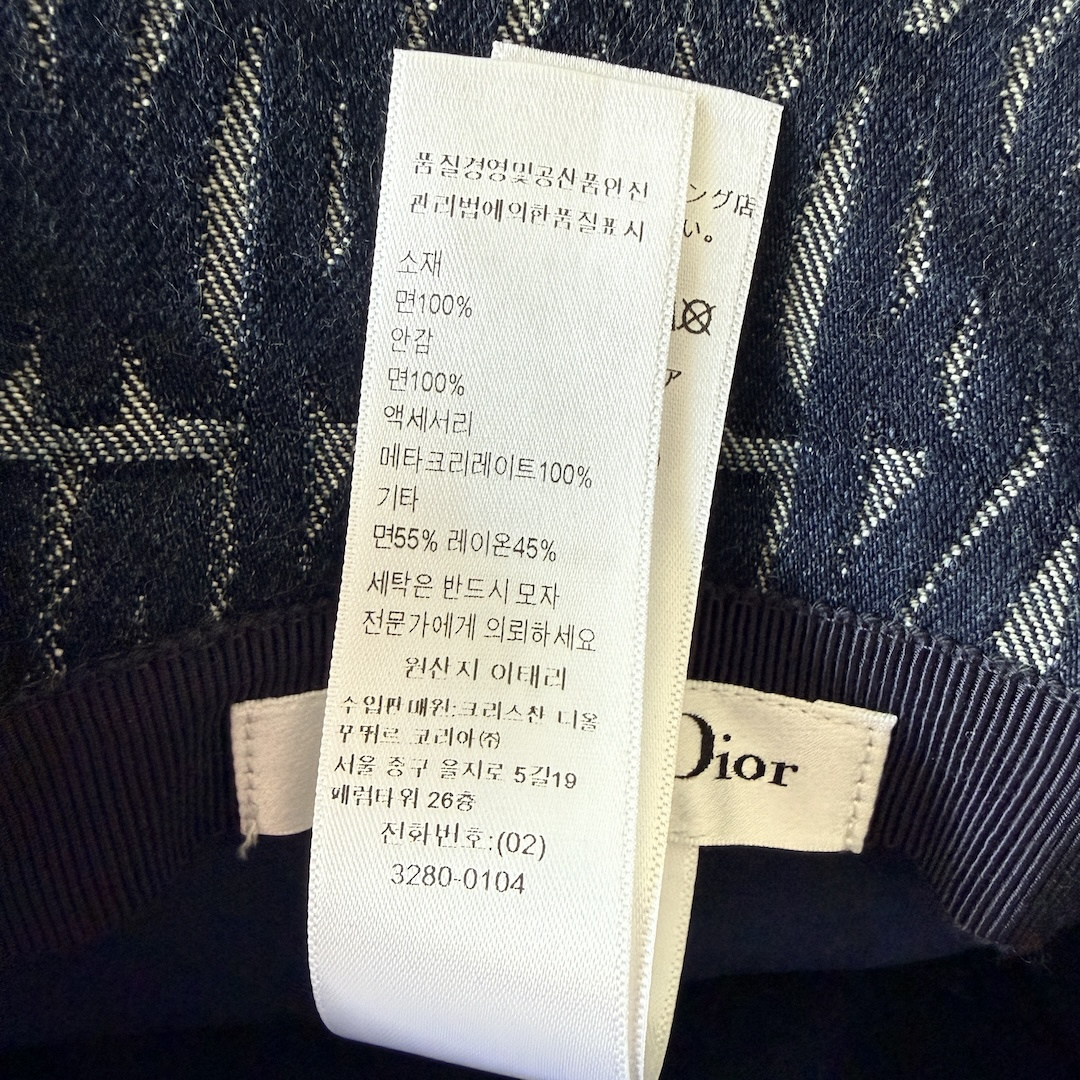 품질경영및공산품안전
관리법에의한품질표시
소재
면100%
안감
면100%
액세서리
메타크리레이트100%
기타
면55% 레이온45%
세탁은 반드시 모자
전문가에게 의뢰하세요
원산지 이태리
수입판매원:크리스챤 디올
꾸뛰르 코리아㈜
서울 중구 을지로 5길19
페럼타워 26층
전화번호:(02)
3280-0104
ング店
い。
ア
Dior